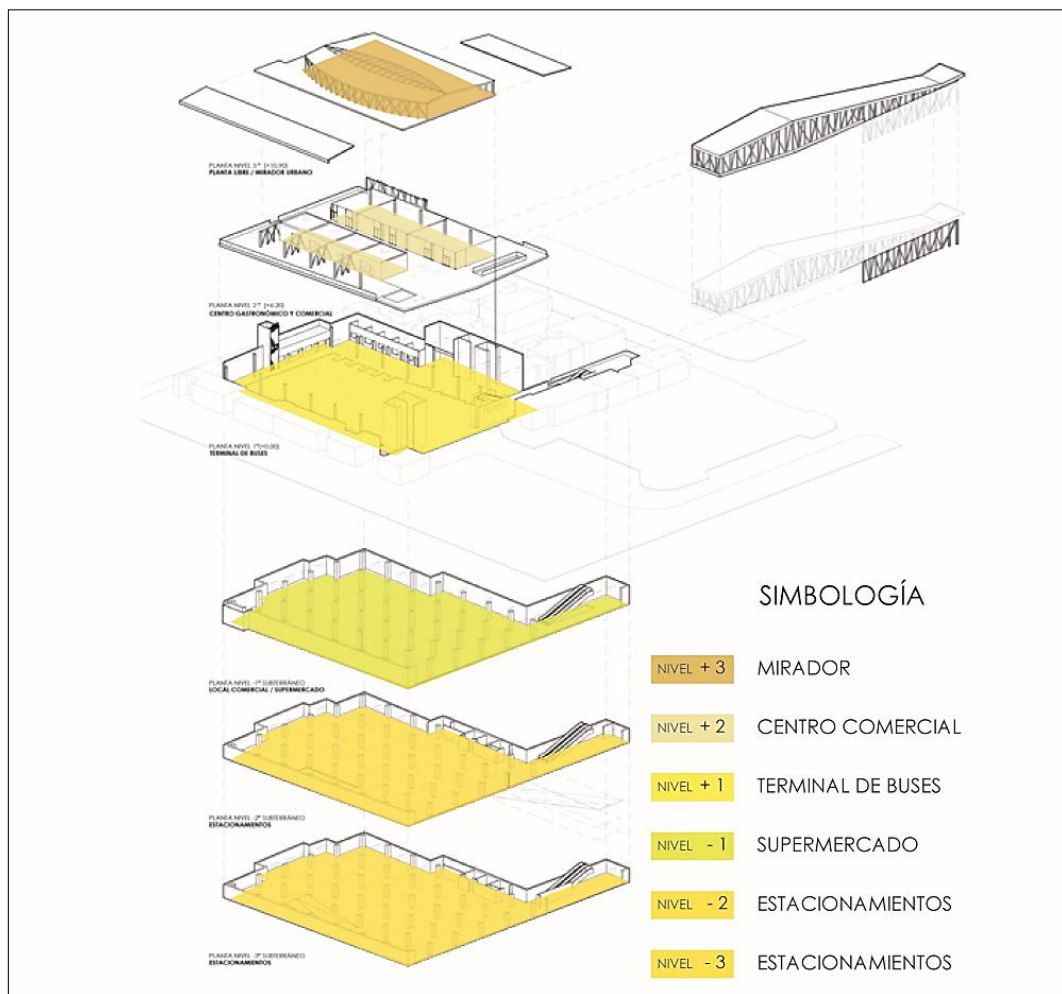 PLANTA NIVEL 3° (+10.90)
PLANTA LIBRE / MIRADOR URBANO
PLANTA NIVEL 2° (+6.20)
CENTRO GASTRONÓMICO Y COMERCIAL
PLANTA NIVEL 1° (+0.00)
TERMINAL DE BUSES
PLANTA NIVEL -1° SUBTERRÁNEO
LOCAL COMERCIAL / SUPERMERCADO
PLANTA NIVEL -2° SUBTERRÁNEO
ESTACIONAMIENTOS
PLANTA NIVEL -3° SUBTERRÁNEO
ESTACIONAMIENTOS
SIMBOLOGÍA
NIVEL + 3 MIRADOR
NIVEL + 2 CENTRO COMERCIAL
NIVEL + 1 TERMINAL DE BUSES
NIVEL - 1 SUPERMERCADO
NIVEL - 2 ESTACIONAMIENTOS
NIVEL - 3 ESTACIONAMIENTOS